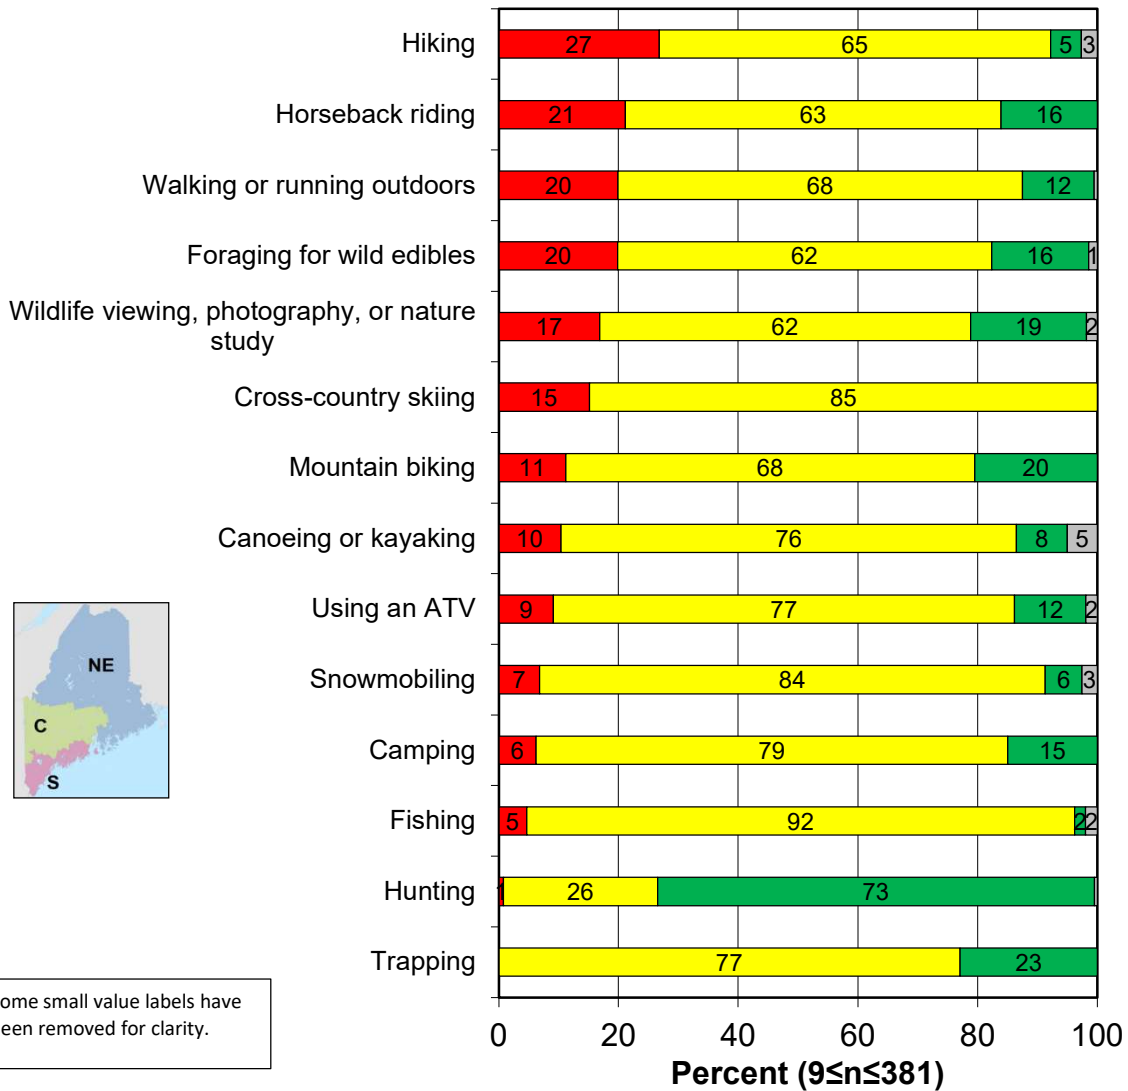 Hiking 27 65 5 3
Horseback riding 21 63 16
Walking or running outdoors 20 68 12
Foraging for wild edibles 20 62 16 1
Wildlife viewing, photography, or nature
study 17 62 19 2
Cross-country skiing 15 85
Mountain biking 11 68 20
Canoeing or kayaking 10 76 8 5
Using an ATV 9 77 12 2
Snowmobiling 7 84 6 3
Camping 6 79 15
Fishing 5 92 2 2
Hunting 1 26 73
Trapping 77 23
NE
C
S
ome small value labels have
een removed for clarity.
0 20 40 60 80 100
Percent (9≤n≤381)